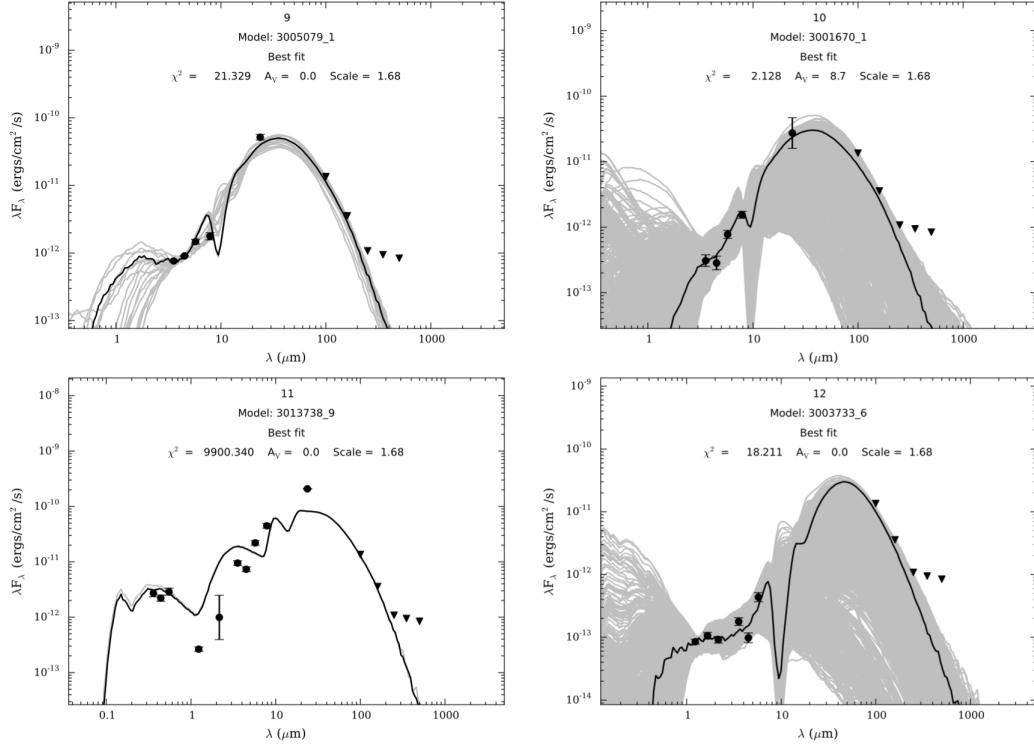 9
Model: 3005079_1
Best fit
χ² = 21.329 A_V = 0.0 Scale = 1.68
10⁻⁹
10⁻¹⁰
10⁻¹¹
10⁻¹²
10⁻¹³
λF_λ (ergs/cm² /s)
1 10 100 1000
λ (μm)
10
Model: 3001670_1
Best fit
χ² = 2.128 A_V = 8.7 Scale = 1.68
10⁻⁹
10⁻¹⁰
10⁻¹¹
10⁻¹²
10⁻¹³
λF_λ (ergs/cm² /s)
1 10 100 1000
λ (μm)
11
Model: 3013738_9
Best fit
χ² = 9900.340 A_V = 0.0 Scale = 1.68
10⁻⁸
10⁻⁹
10⁻¹⁰
10⁻¹¹
10⁻¹²
10⁻¹³
λF_λ (ergs/cm² /s)
0.1 1 10 100 1000
λ (μm)
12
Model: 3003733_6
Best fit
χ² = 18.211 A_V = 0.0 Scale = 1.68
10⁻⁹
10⁻¹⁰
10⁻¹¹
10⁻¹²
10⁻¹³
10⁻¹⁴
λF_λ (ergs/cm² /s)
1 10 100 1000
λ (μm)